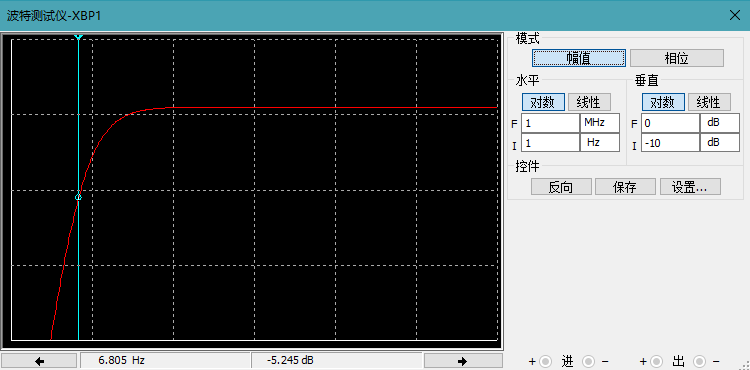 波特测试仪-XBP1
模式
幅值 相位
水平 垂直
对数 线性 对数 线性
F 1 MHz F 0 dB
I 1 Hz I -10 dB
控件
反向 保存 设置...
6.805 Hz -5.245 dB
+ 进 - + 出 -